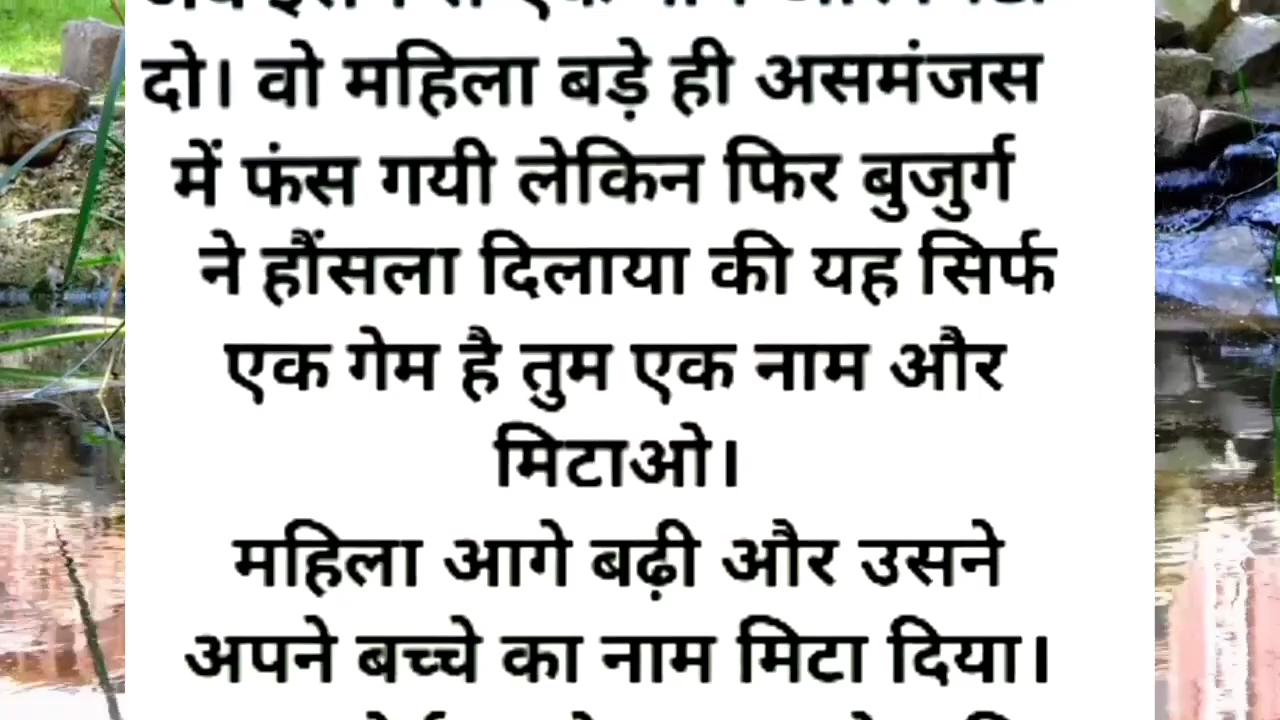 दो। वो महिला बड़े ही असमंजस
में फंस गयी लेकिन फिर बुजुर्ग
ने हौंसला दिलाया की यह सिर्फ
एक गेम है तुम एक नाम और
मिटाओ।
महिला आगे बढ़ी और उसने
अपने बच्चे का नाम मिटा दिया।